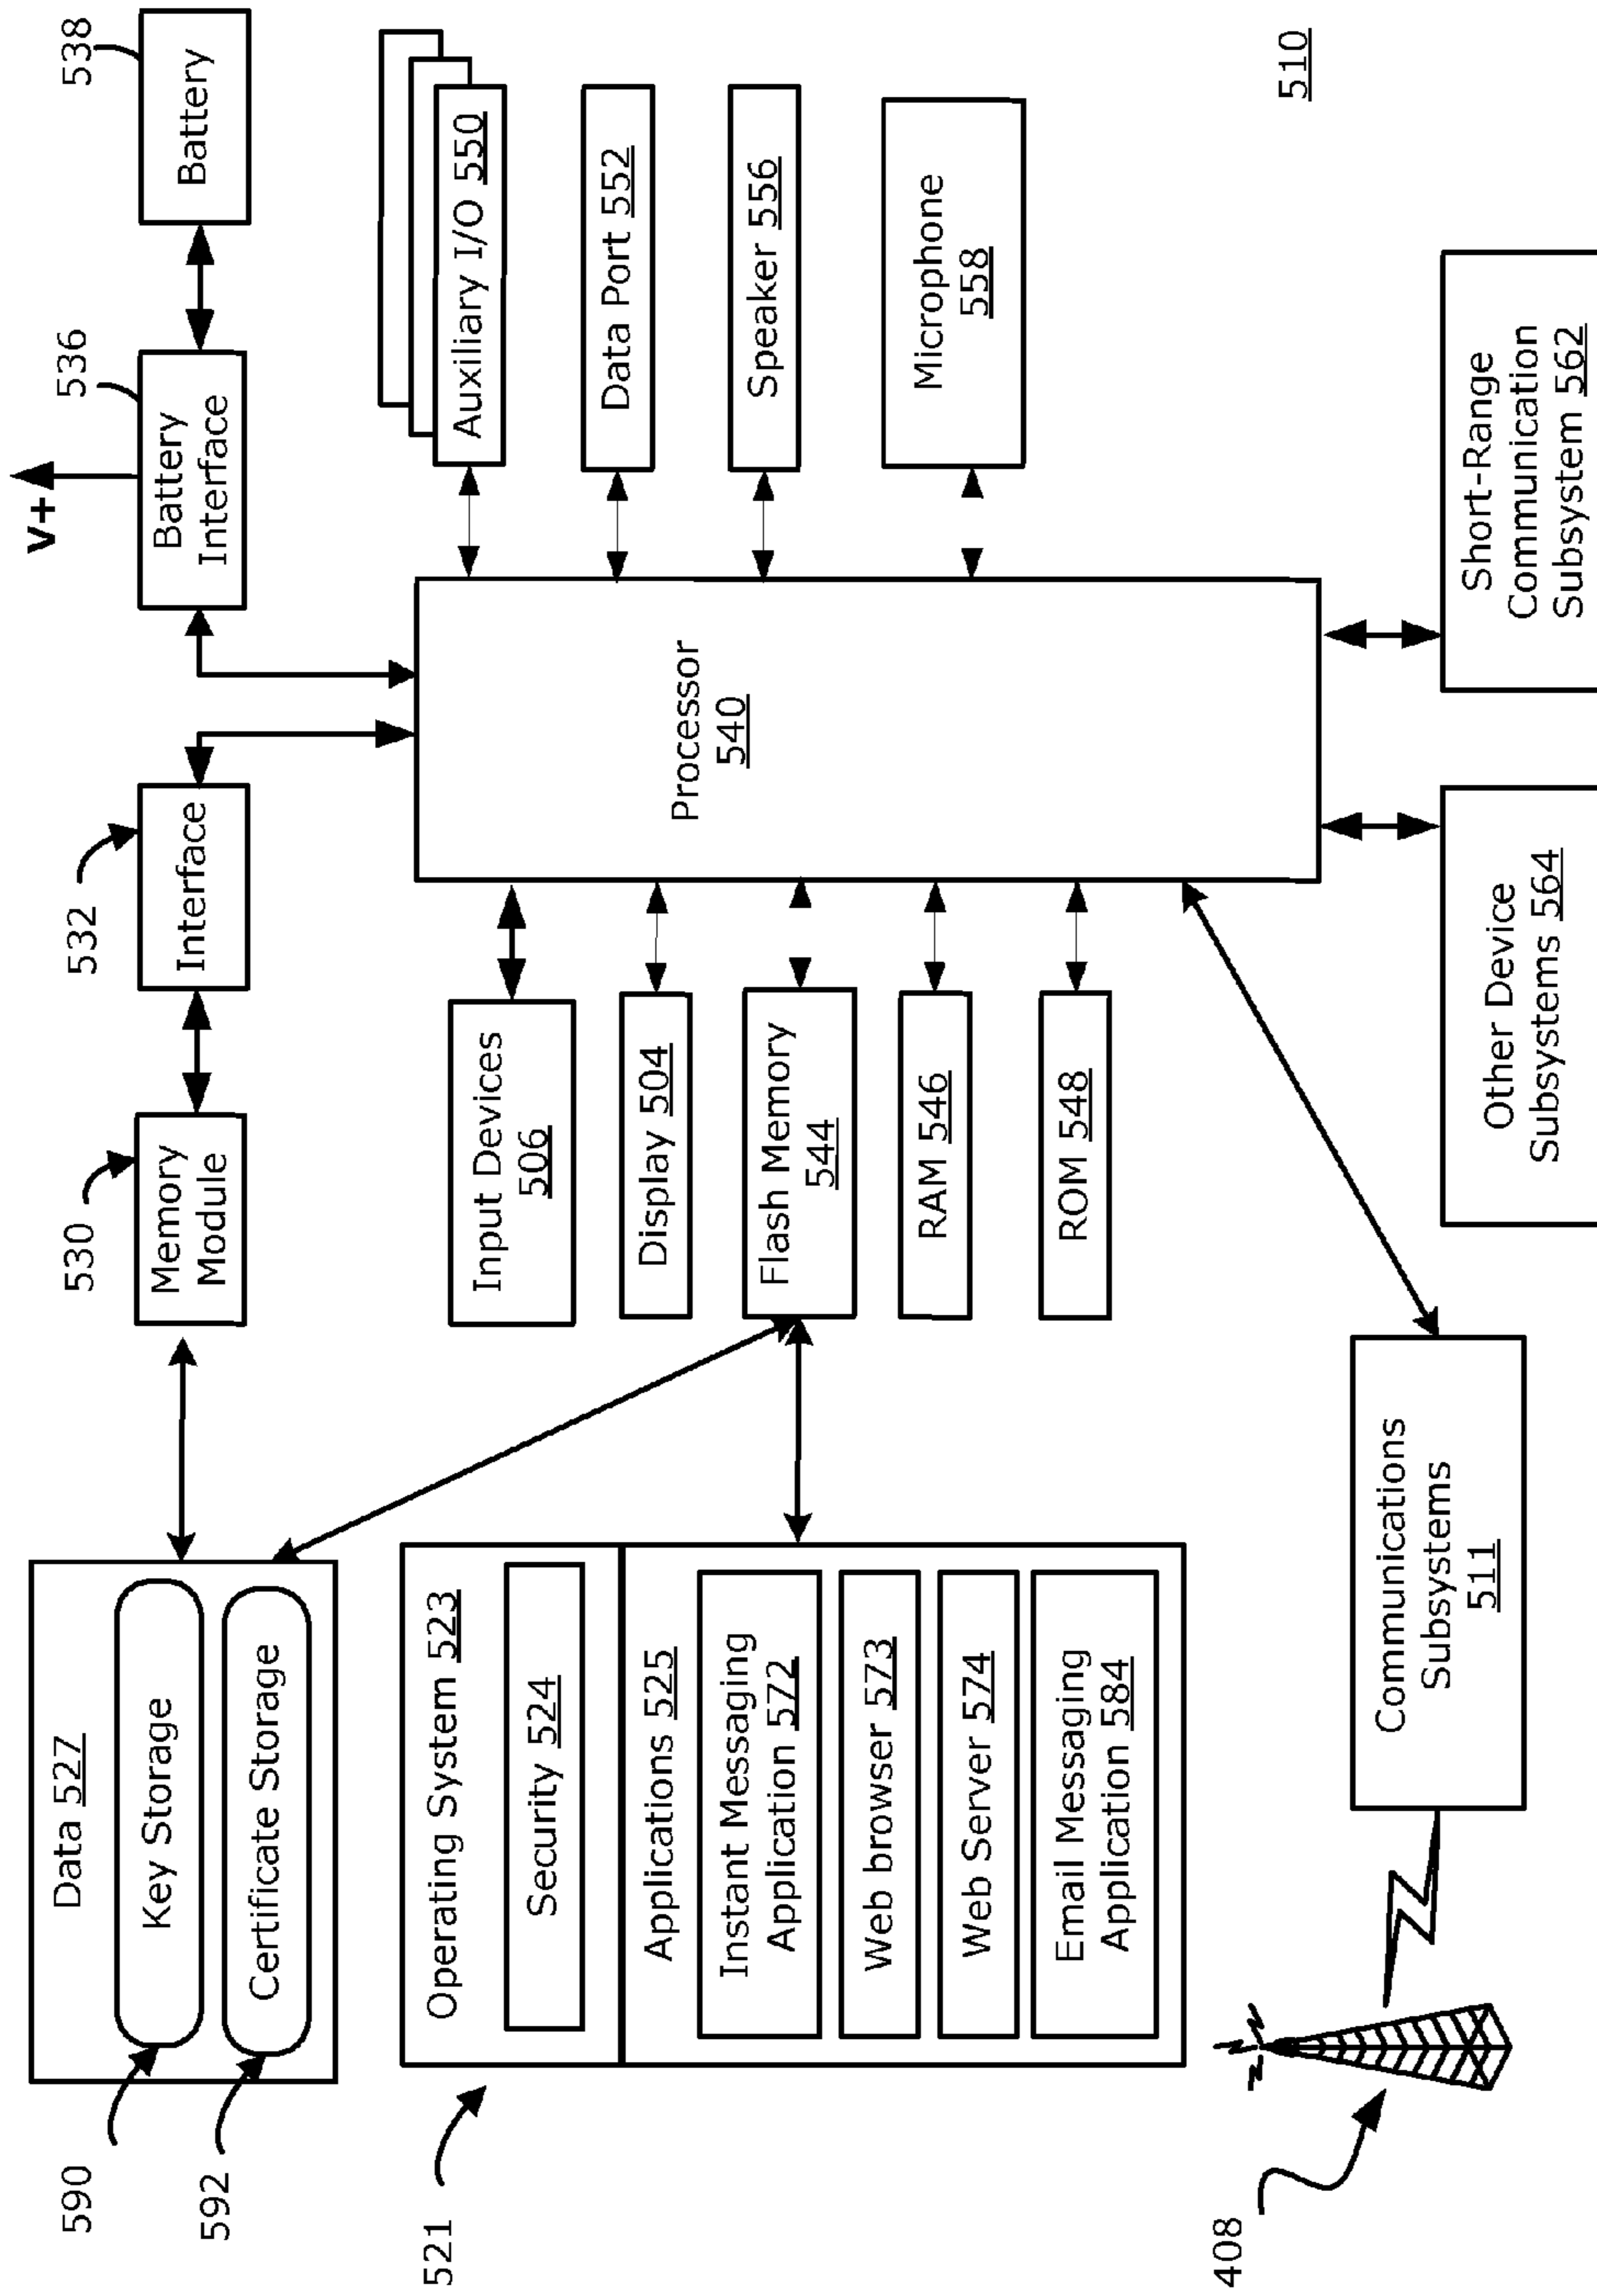 V+
530
532
536
538
Memory
Module
Interface
Battery
Interface
Battery
590
592
Data 527
Key Storage
Certificate Storage
521
Operating System 523
Security 524
Applications 525
Instant Messaging
Application 572
Web browser 573
Web Server 574
Email Messaging
Application 584
Input Devices
506
Display 504
Flash Memory
544
RAM 546
ROM 548
Processor
540
Auxiliary I/O 550
Data Port 552
Speaker 556
Microphone
558
408
Communications
Subsystems
511
Other Device
Subsystems 564
Short-Range
Communication
Subsystem 562
510